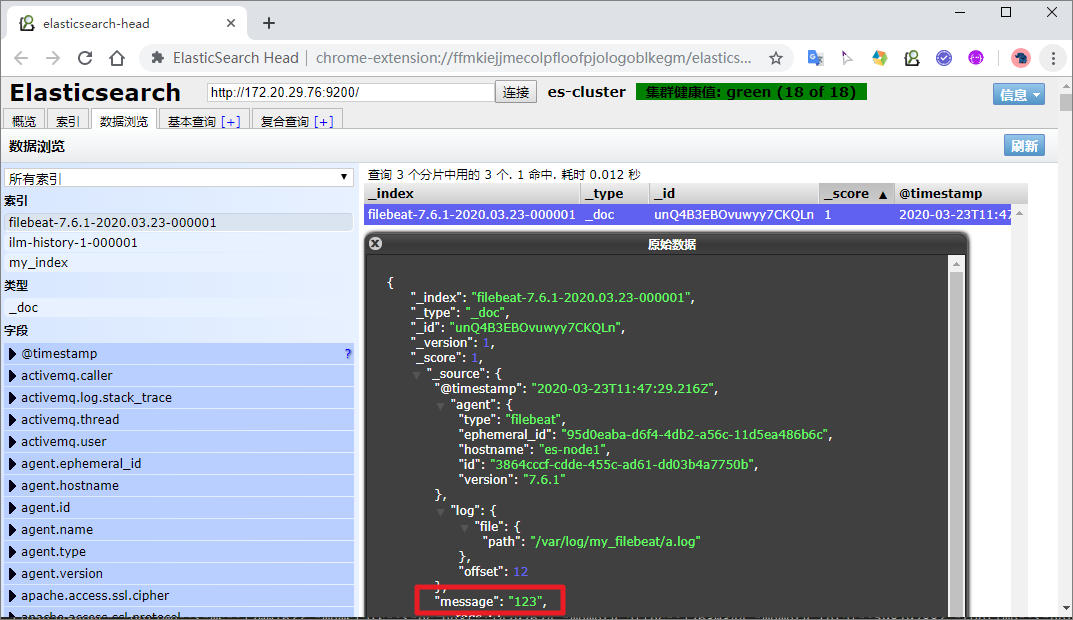 elasticsearch-head
ElasticSearch Head | chrome-extension://ffmkiejjmecolpfloofpjologoblkegm/elastics...
Elasticsearch http://172.20.29.76:9200/ 连接 es-cluster 集群健康值: green (18 of 18) 信息
概览 索引 数据浏览 基本查询 [+] 复合查询 [+]
数据浏览 刷新
所有索引
索引
filebeat-7.6.1-2020.03.23-000001
ilm-history-1-000001
my_index
类型
_doc
字段
@timestamp ?
activemq.caller
activemq.log.stack_trace
activemq.thread
activemq.user
agent.ephemeral_id
agent.hostname
agent.id
agent.name
agent.type
agent.version
apache.access.ssl.cipher
apache.access.ssl.protocol
查询 3 个分片中用的 3 个. 1 命中. 耗时 0.012 秒
_index _type _id _score ▲ @timestamp
filebeat-7.6.1-2020.03.23-000001 _doc unQ4B3EBOvuwyy7CKQLn 1 2020-03-23T11:47
原始数据
{
"_index": "filebeat-7.6.1-2020.03.23-000001",
"_type": "_doc",
"_id": "unQ4B3EBOvuwyy7CKQLn",
"_version": 1,
"_score": 1,
"_source": {
"@timestamp": "2020-03-23T11:47:29.216Z",
"agent": {
"type": "filebeat",
"ephemeral_id": "95d0eaba-d6f4-4db2-a56c-11d5ea486b6c",
"hostname": "es-node1",
"id": "3864cccf-cdde-455c-ad61-dd03b4a7750b",
"version": "7.6.1"
},
"log": {
"file": {
"path": "/var/log/my_filebeat/a.log"
},
"offset": 12
},
"message": "123",